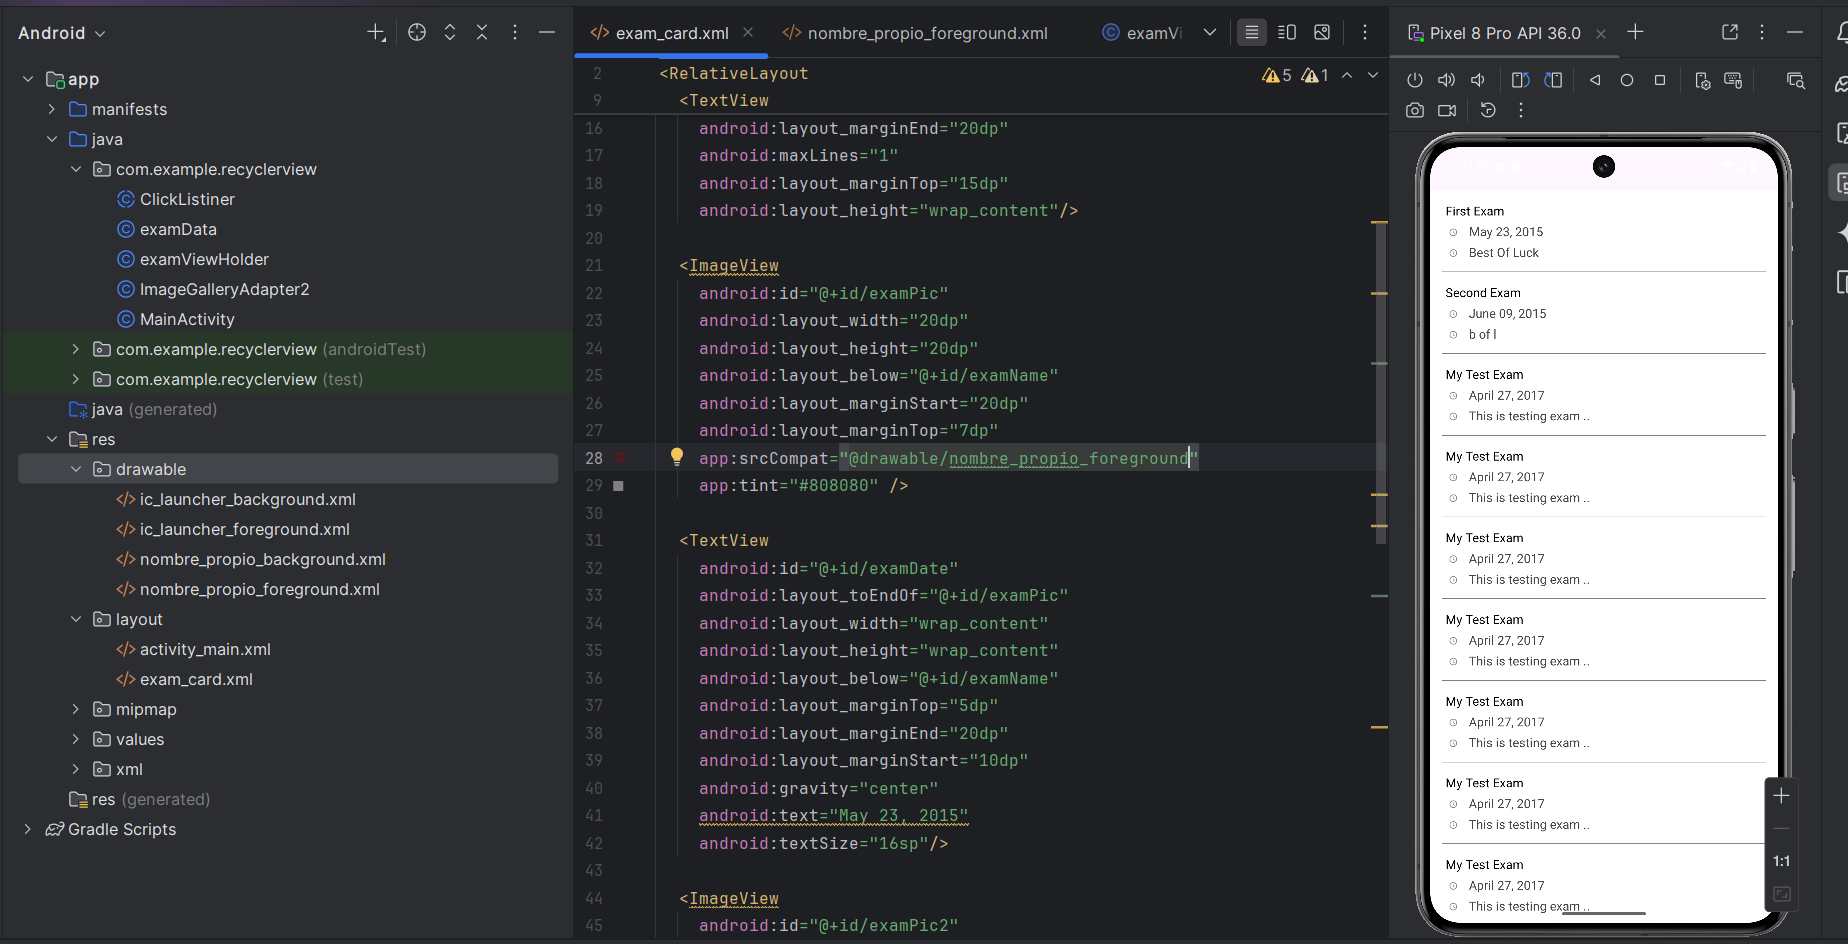 Android
app
manifests
java
com.example.recyclerview
ClickListiner
examData
examViewHolder
ImageGalleryAdapter2
MainActivity
com.example.recyclerview (androidTest)
com.example.recyclerview (test)
java (generated)
res
drawable
ic_launcher_background.xml
ic_launcher_foreground.xml
nombre_propio_background.xml
nombre_propio_foreground.xml
layout
activity_main.xml
exam_card.xml
mipmap
values
xml
res (generated)
Gradle Scripts
exam_card.xml
nombre_propio_foreground.xml
examVi
5 1
2 <RelativeLayout
9 <TextView
16 android:layout_marginEnd="20dp"
17 android:maxLines="1"
18 android:layout_marginTop="15dp"
19 android:layout_height="wrap_content"/>
20
21 <ImageView
22 android:id="@+id/examPic"
23 android:layout_width="20dp"
24 android:layout_height="20dp"
25 android:layout_below="@+id/examName"
26 android:layout_marginStart="20dp"
27 android:layout_marginTop="7dp"
28 app:srcCompat="@drawable/nombre_propio_foreground"
29 app:tint="#808080" />
30
31 <TextView
32 android:id="@+id/examDate"
33 android:layout_toEndOf="@+id/examPic"
34 android:layout_width="wrap_content"
35 android:layout_height="wrap_content"
36 android:layout_below="@+id/examName"
37 android:layout_marginTop="5dp"
38 android:layout_marginEnd="20dp"
39 android:layout_marginStart="10dp"
40 android:gravity="center"
41 android:text="May 23, 2015"
42 android:textSize="16sp"/>
43
44 <ImageView
45 android:id="@+id/examPic2"
Pixel 8 Pro API 36.0
First Exam
May 23, 2015
Best Of Luck
Second Exam
June 09, 2015
b of l
My Test Exam
April 27, 2017
This is testing exam ..
My Test Exam
April 27, 2017
This is testing exam ..
My Test Exam
April 27, 2017
This is testing exam ..
My Test Exam
April 27, 2017
This is testing exam ..
My Test Exam
April 27, 2017
This is testing exam ..
My Test Exam
April 27, 2017
This is testing exam ..
My Test Exam
April 27, 2017
This is testing exam ..
1:1